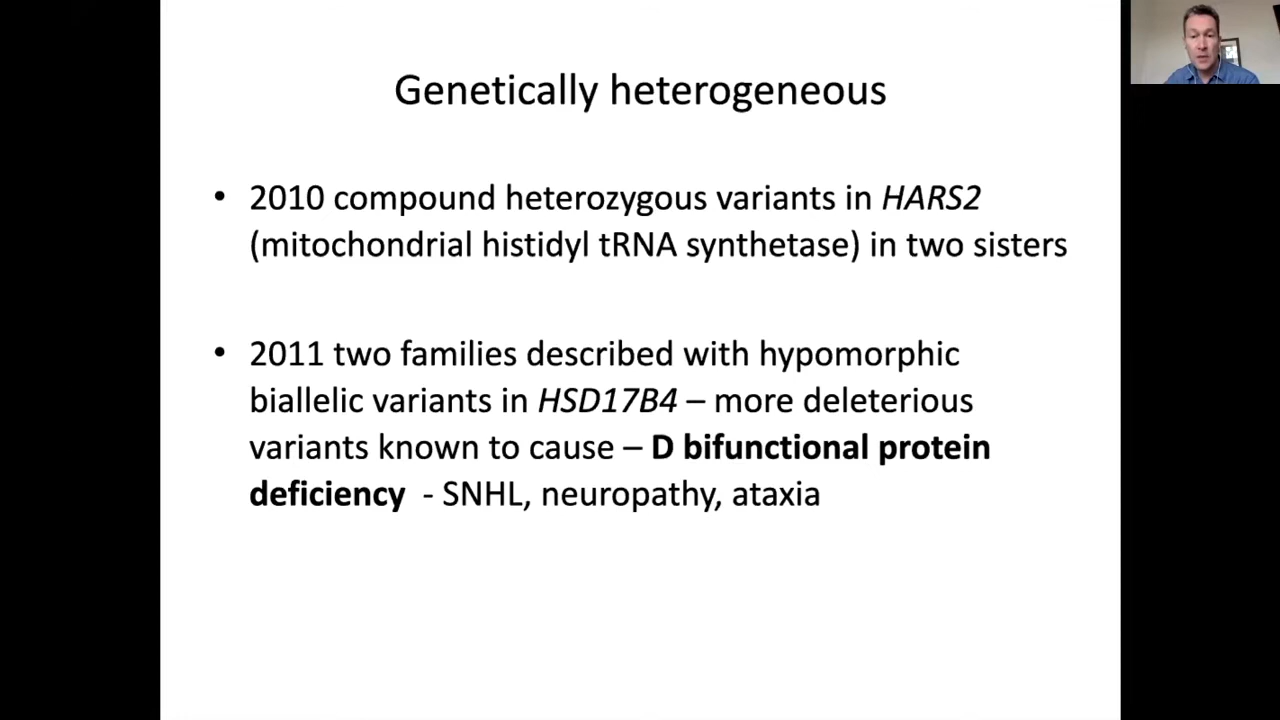 Genetically heterogeneous
• 2010 compound heterozygous variants in HARS2
(mitochondrial histidyl tRNA synthetase) in two sisters
• 2011 two families described with hypomorphic
biallelic variants in HSD17B4 – more deleterious
variants known to cause – D bifunctional protein
deficiency - SNHL, neuropathy, ataxia